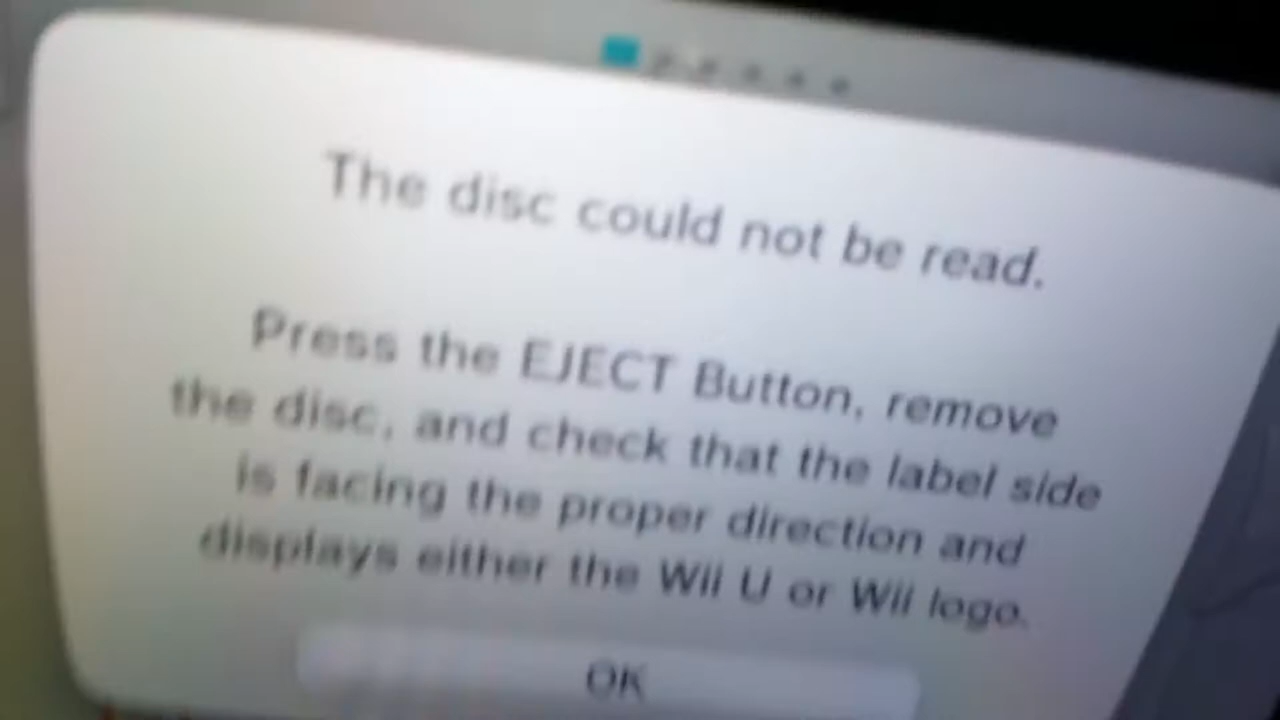 The disc could not be read.
Press the EJECT Button, remove
the disc, and check that the label side
is facing the proper direction and
displays either the Wii U or Wii logo.
OK